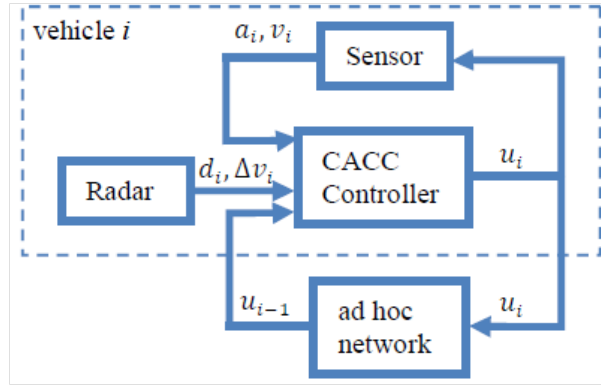 vehicle i
a_i, v_i
Sensor
Radar
d_i, Δv_i
CACC
Controller
u_i
u_{i−1}
ad hoc
network
u_i